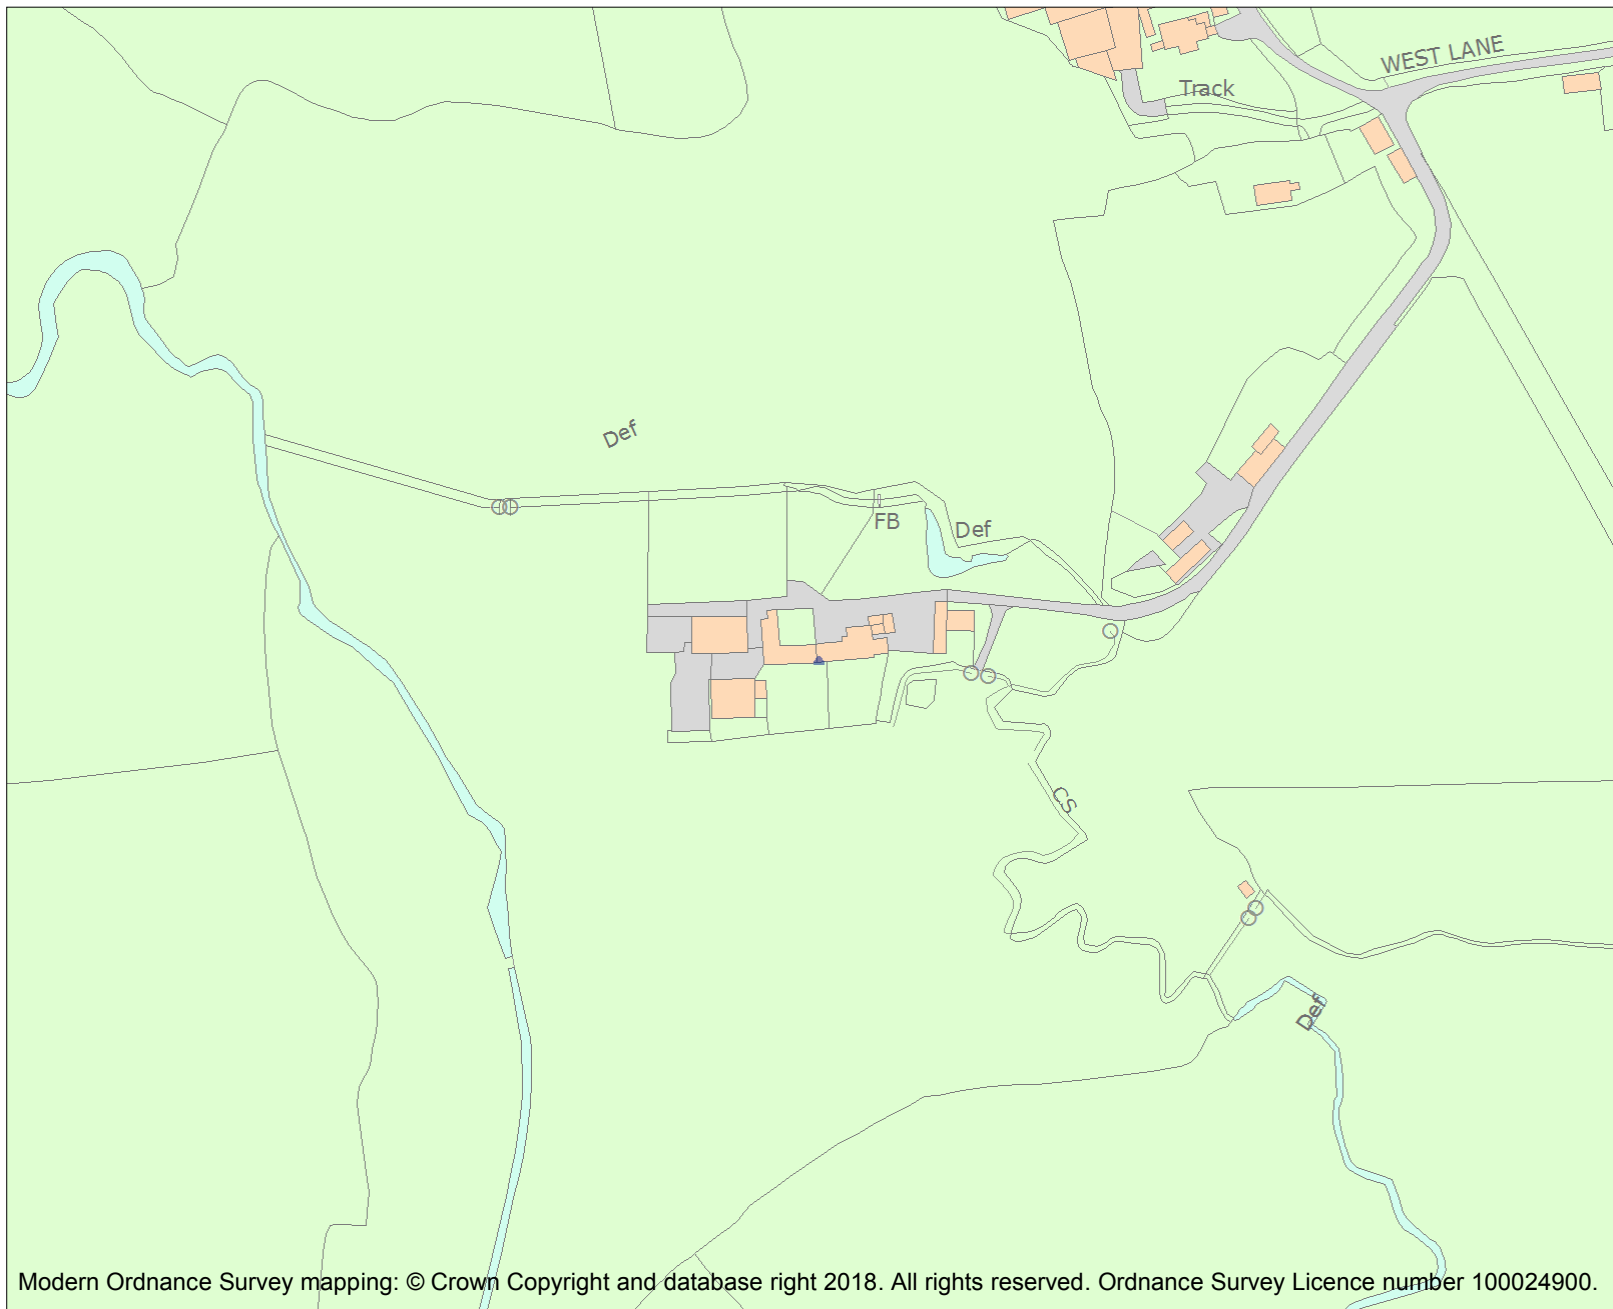 WEST LANE
Track
Def
FB
Def
CS
Def
Modern Ordnance Survey mapping: © Crown Copyright and database right 2018. All rights reserved. Ordnance Survey Licence number 100024900.